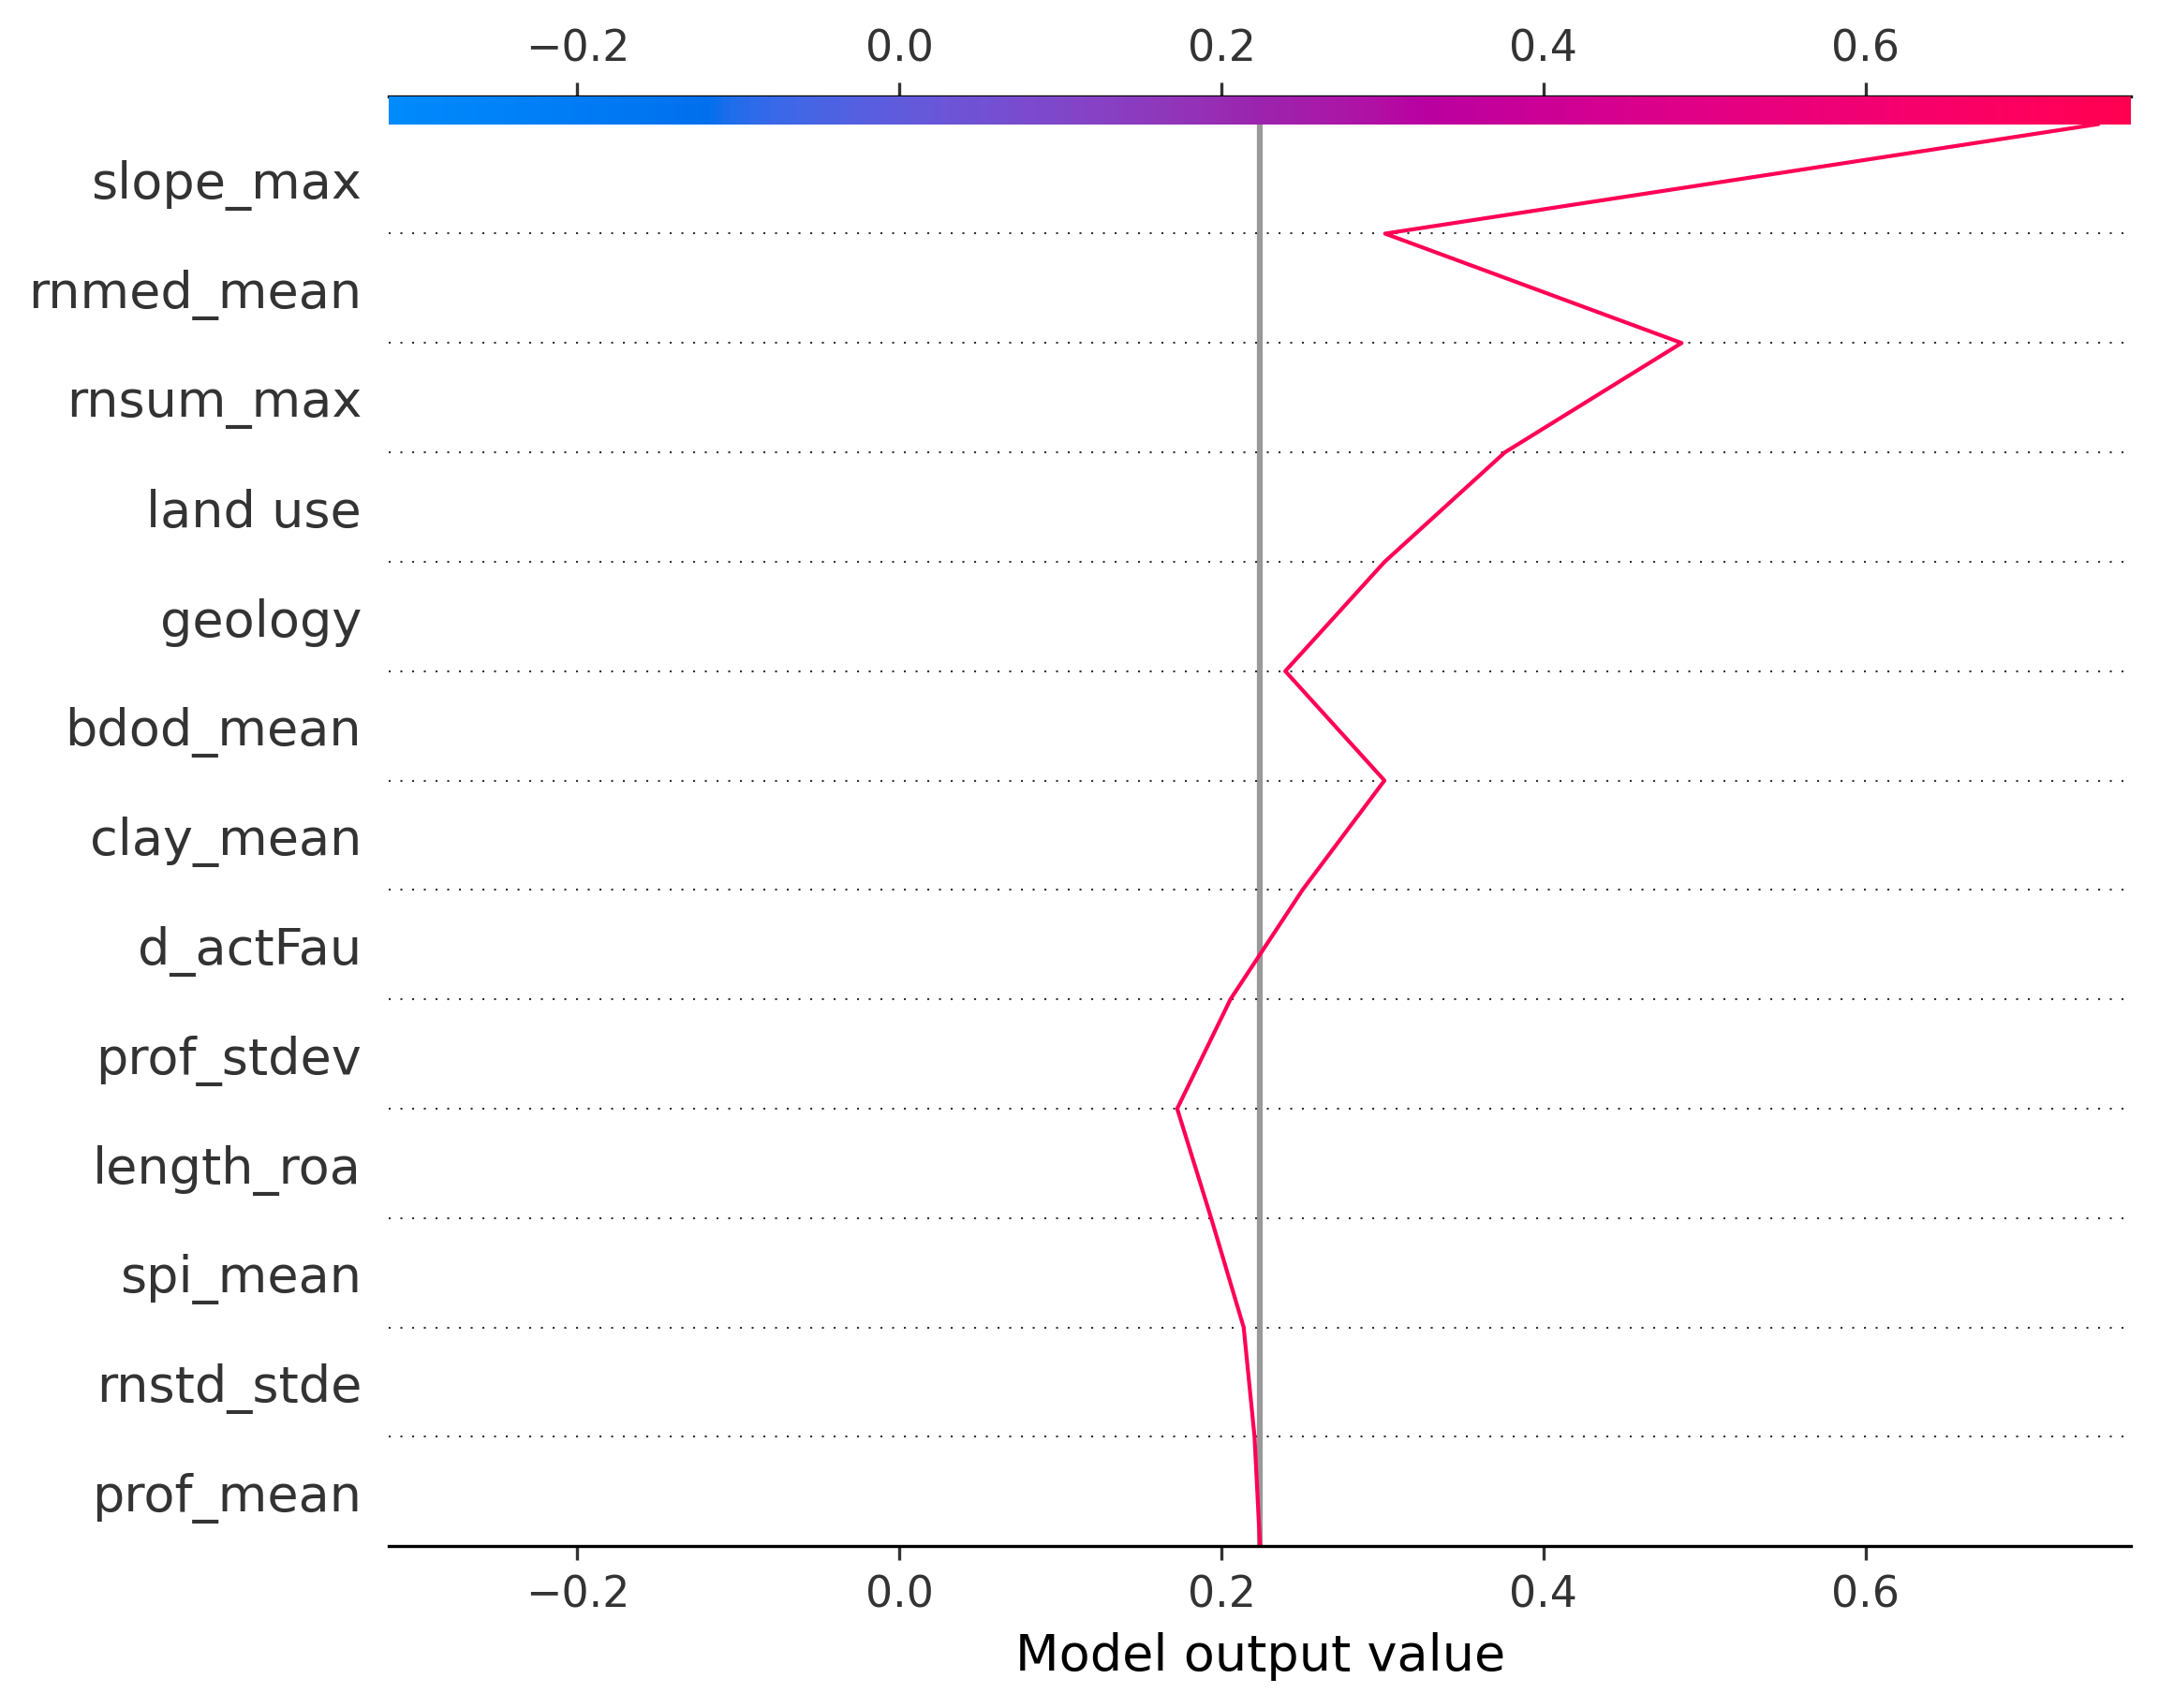 −0.2 0.0 0.2 0.4 0.6
slope_max
rnmed_mean
rnsum_max
land use
geology
bdod_mean
clay_mean
d_actFau
prof_stdev
length_roa
spi_mean
rnstd_stde
prof_mean
−0.2 0.0 0.2 0.4 0.6
Model output value